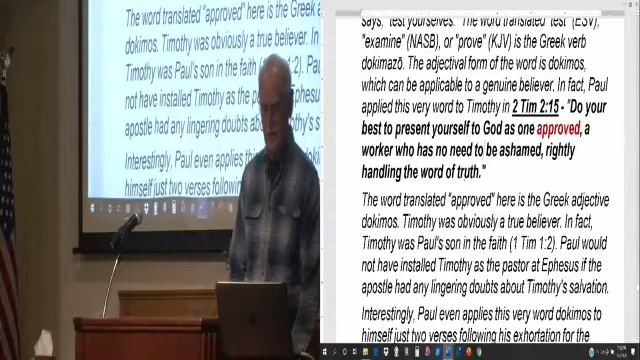 The word translated "approved" here is the Greek a
dokimos. Timothy was obviously a true believer. In
Timothy was Paul's son in the faith (
1:2). Pau
not have installed Timothy as the pa
Ephesus
apostle had any lingering doubts abo
mothy's s
Interestingly, Paul even applies this
dokim
himself just two verses following
says, "test yourselves." The word translated "test" (ESV),
"examine" (NASB), or "prove" (KJV) is the Greek verb
dokimazō. The adjectival form of the word is dokimos,
which can be applicable to a genuine believer. In fact, Paul
applied this very word to Timothy in 2 Tim 2:15 - "Do your
best to present yourself to God as one approved, a
worker who has no need to be ashamed, rightly
handling the word of truth."
The word translated "approved" here is the Greek adjective
dokimos. Timothy was obviously a true believer. In fact,
Timothy was Paul's son in the faith (1 Tim 1:2). Paul would
not have installed Timothy as the pastor at Ephesus if the
apostle had any lingering doubts about Timothy's salvation.
Interestingly, Paul even applies this very word dokimos to
himself just two verses following his exhortation for the